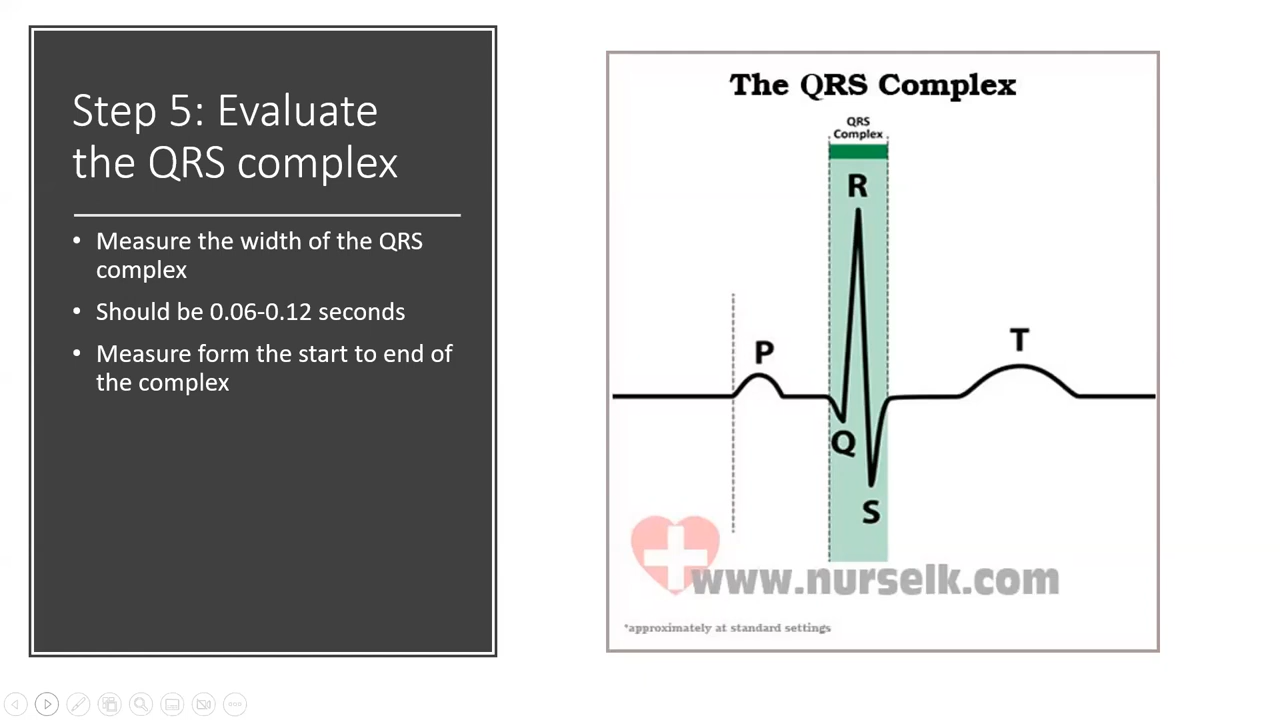 Step 5: Evaluate
the QRS complex
• Measure the width of the QRS
complex
• Should be 0.06-0.12 seconds
• Measure form the start to end of
the complex
The QRS Complex
QRS
Complex
R
P
T
Q
S
www.nurselk.com
*approximately at standard settings